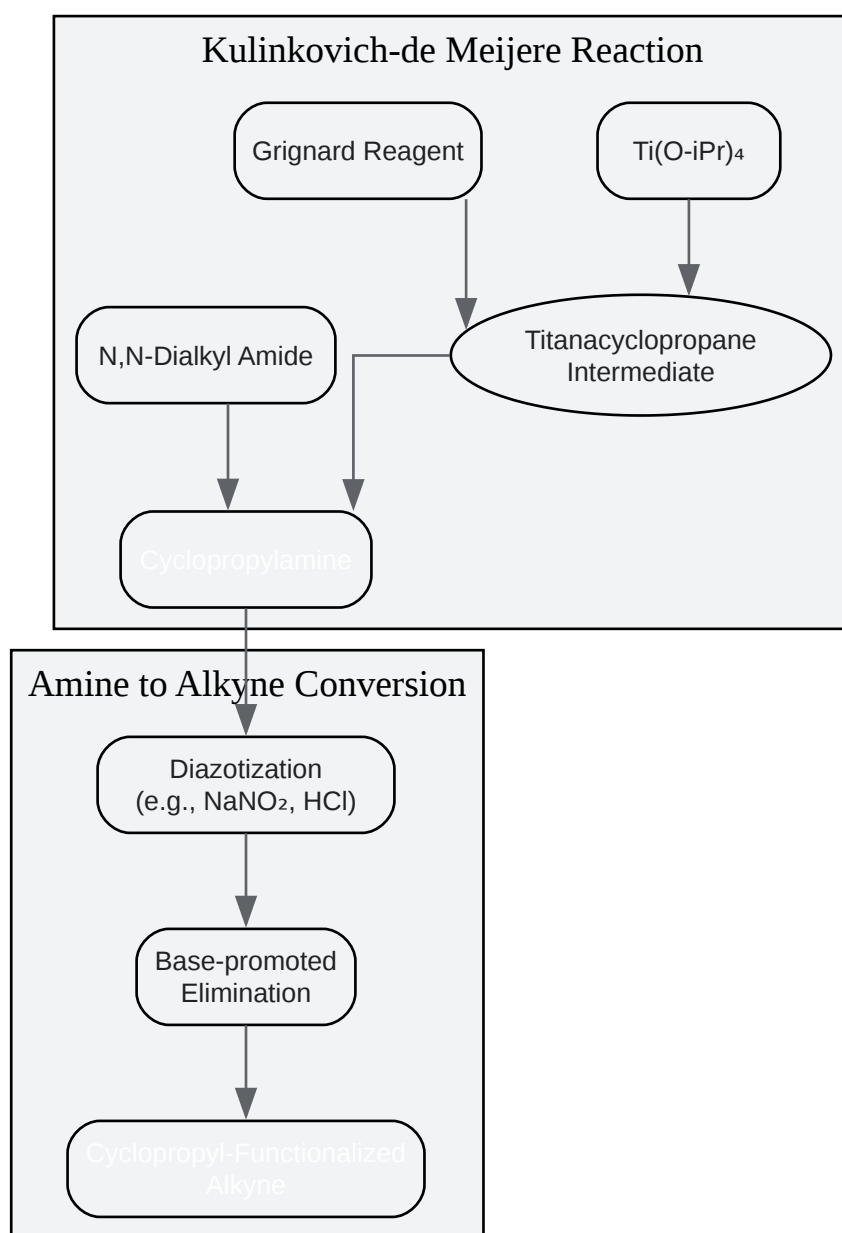 Kulinkovich-de Meijere Reaction
Grignard Reagent
Ti(O-iPr)₄
Titanacyclopropane
Intermediate
N,N-Dialkyl Amide
Cyclopropylamine
Amine to Alkyne Conversion
Diazotization
(e.g., NaNO₂, HCl)
Base-promoted
Elimination
Cyclopropyl-Functionalized
Alkyne